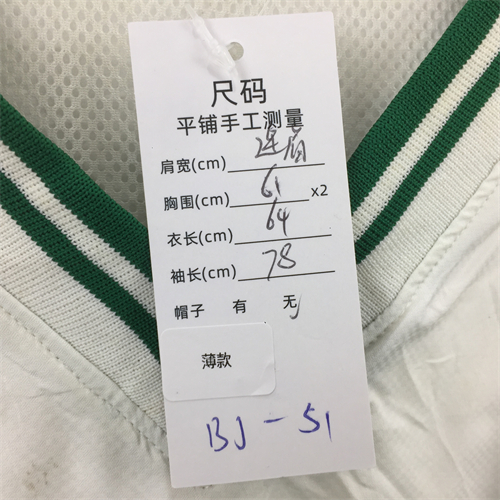 尺码
平铺手工测量
肩宽(cm) 连肩
胸围(cm) 61 x2
衣长(cm) 64
袖长(cm) 78
帽子 有 无
薄款
BJ-51